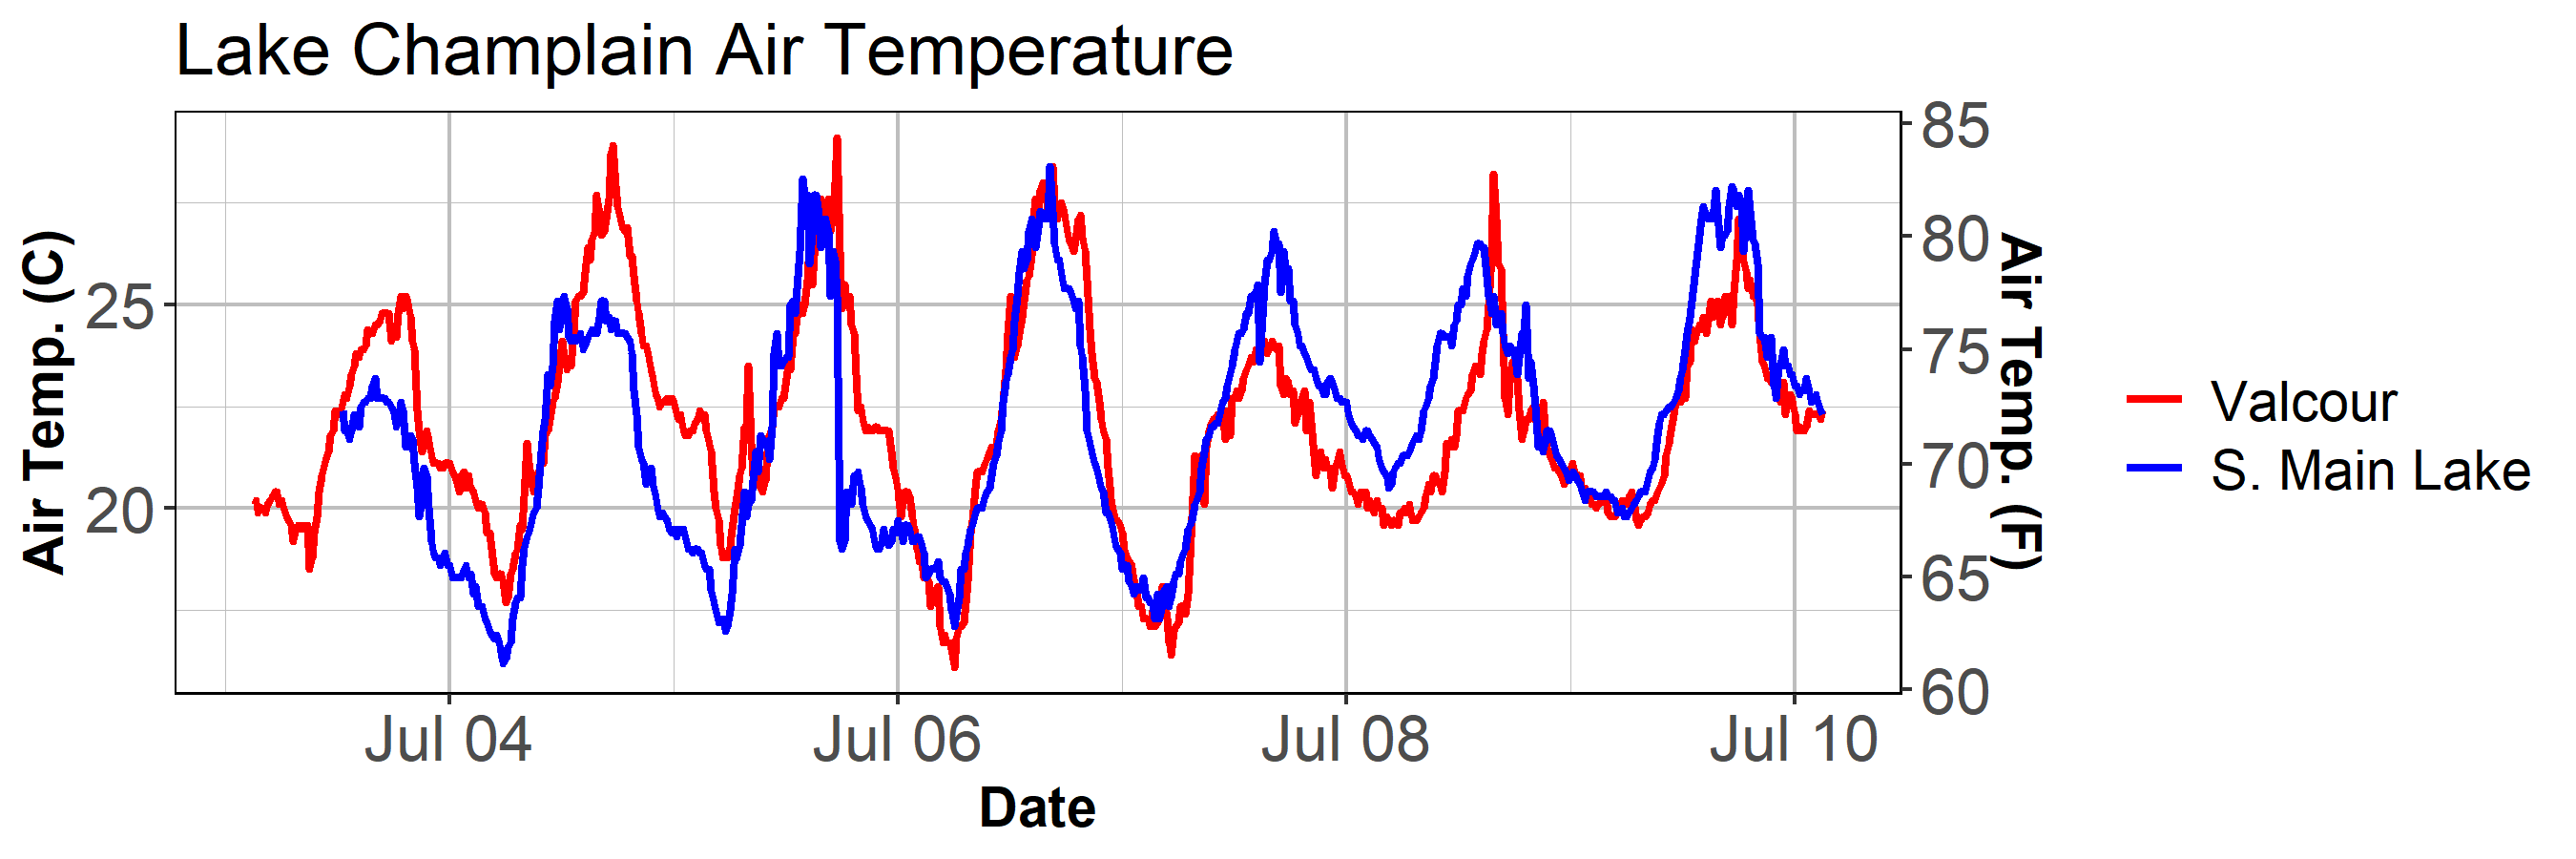 Lake Champlain Air Temperature
Air Temp. (C)
25
20
85
80
75
70
65
60
Air Temp. (F)
Jul 04
Jul 06
Jul 08
Jul 10
Date
Valcour
S. Main Lake